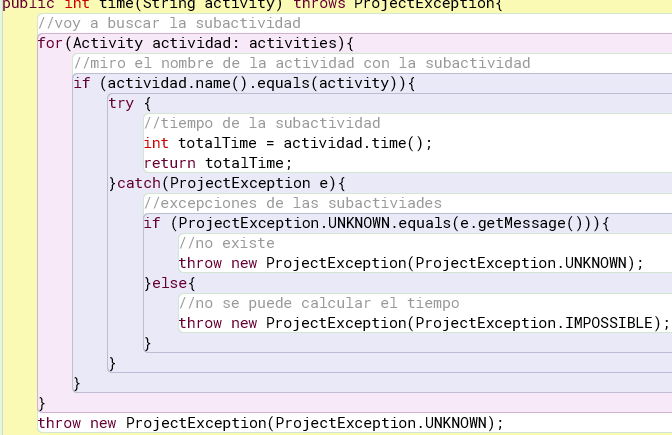 public int time(String activity) throws ProjectException{
//voy a buscar la subactividad
for(Activity actividad: activities){
//miro el nombre de la actividad con la subactividad
if (actividad.name().equals(activity)){
try {
//tiempo de la subactividad
int totalTime = actividad.time();
return totalTime;
}catch(ProjectException e){
//excepciones de las subactiviades
if (ProjectException.UNKNOWN.equals(e.getMessage())){
//no existe
throw new ProjectException(ProjectException.UNKNOWN);
}else{
//no se puede calcular el tiempo
throw new ProjectException(ProjectException.IMPOSSIBLE);
}
}
}
}
throw new ProjectException(ProjectException.UNKNOWN);